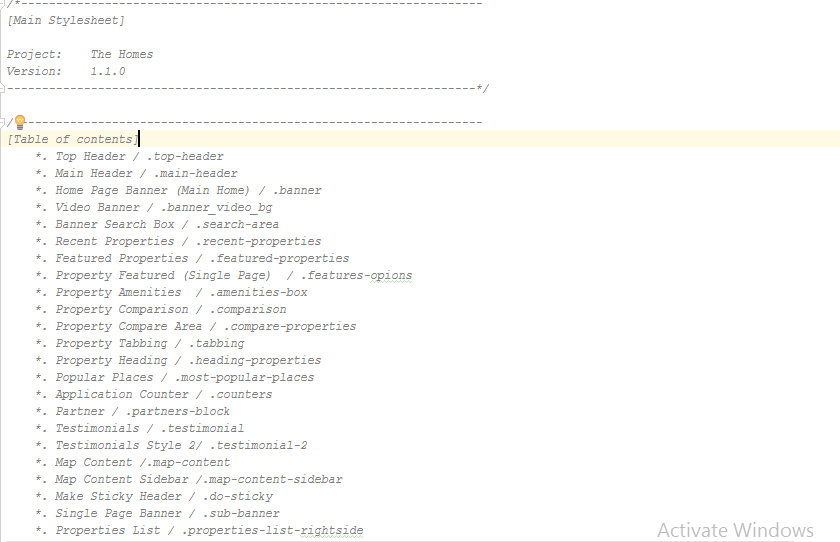 /*------------------------------------------------------------------
[Main Stylesheet]
Project:    The Homes
Version:    1.1.0
-------------------------------------------------------------------*/
/*------------------------------------------------------------------
[Table of contents]
*. Top Header / .top-header
*. Main Header / .main-header
*. Home Page Banner (Main Home) / .banner
*. Video Banner / .banner_video_bg
*. Banner Search Box / .search-area
*. Recent Properties / .recent-properties
*. Featured Properties / .featured-properties
*. Property Featured (Single Page)  / .features-opions
*. Property Amenities  / .amenities-box
*. Property Comparison / .comparison
*. Property Compare Area / .compare-properties
*. Property Tabbing / .tabbing
*. Property Heading / .heading-properties
*. Popular Places / .most-popular-places
*. Application Counter / .counters
*. Partner / .partners-block
*. Testimonials / .testimonial
*. Testimonials Style 2/ .testimonial-2
*. Map Content /.map-content
*. Map Content Sidebar /.map-content-sidebar
*. Make Sticky Header / .do-sticky
*. Single Page Banner / .sub-banner
*. Properties List / .properties-list-rightside
Activate Windows